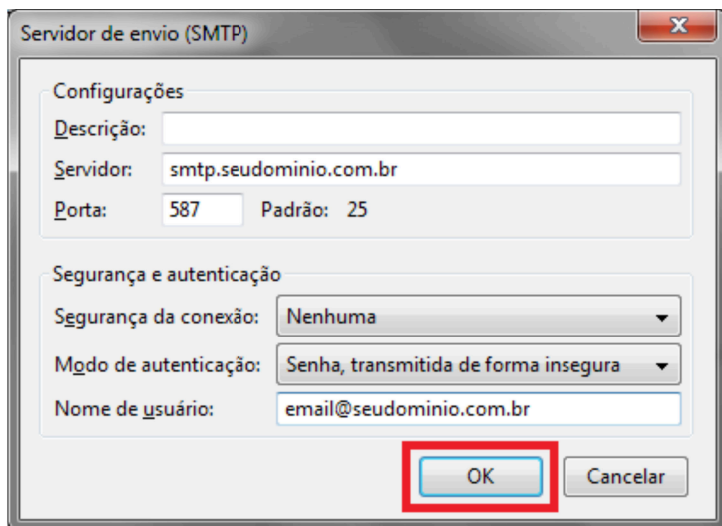 Servidor de envio (SMTP)
Configurações
Descrição:
Servidor: smtp.seudominio.com.br
Porta: 587 Padrão: 25
Segurança e autenticação
Segurança da conexão: Nenhuma
Modo de autenticação: Senha, transmitida de forma insegura
Nome de usuário: email@seudominio.com.br
OK Cancelar